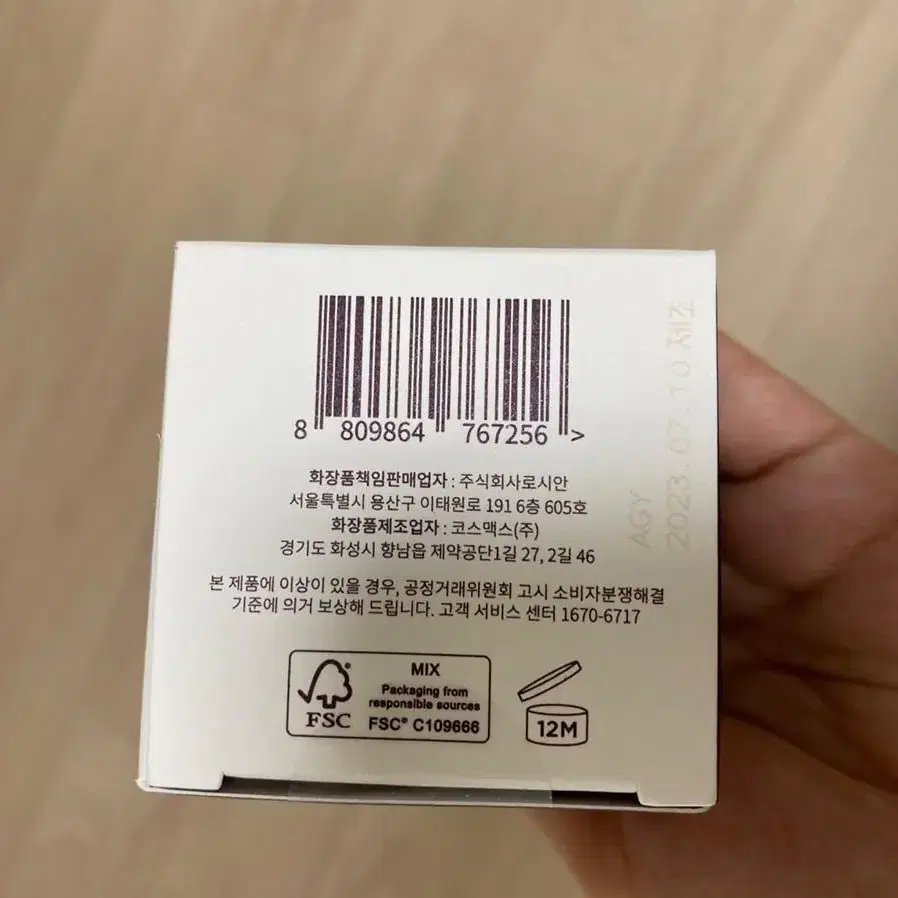 8 809864 767256 >
화장품책임판매업자 : 주식회사로시안
서울특별시 용산구 이태원로 191 6층 605호
화장품제조업자 : 코스맥스(주)
경기도 화성시 향남읍 제약공단1길 27, 2길 46
본 제품에 이상이 있을 경우, 공정거래위원회 고시 소비자분쟁해결
기준에 의거 보상해 드립니다. 고객 서비스 센터 1670-6717
FSC
MIX
Packaging from
responsible sources
FSC® C109666
12M
AGY
2023.07.10 제조